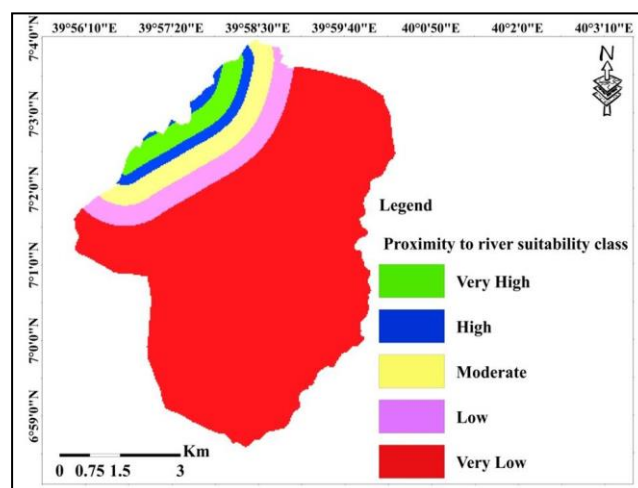 39°56'10"E 39°57'20"E 39°58'30"E 39°59'40"E 40°0'50"E 40°2'0"E 40°3'10"E
7°4'0"N
N
7°3'0"N
7°2'0"N
Legend
Proximity to river suitability class
7°1'0"N
Very High
High
7°0'0"N
Moderate
Low
6°59'0"N
Km
Very Low
0 0.75 1.5 3